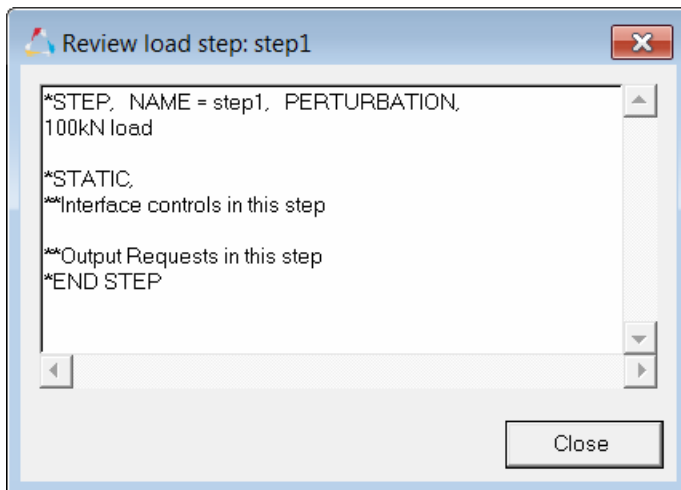 Review load step: step1
*STEP, NAME = step1, PERTURBATION,
100kN load
*STATIC,
**Interface controls in this step
**Output Requests in this step
*END STEP
Close